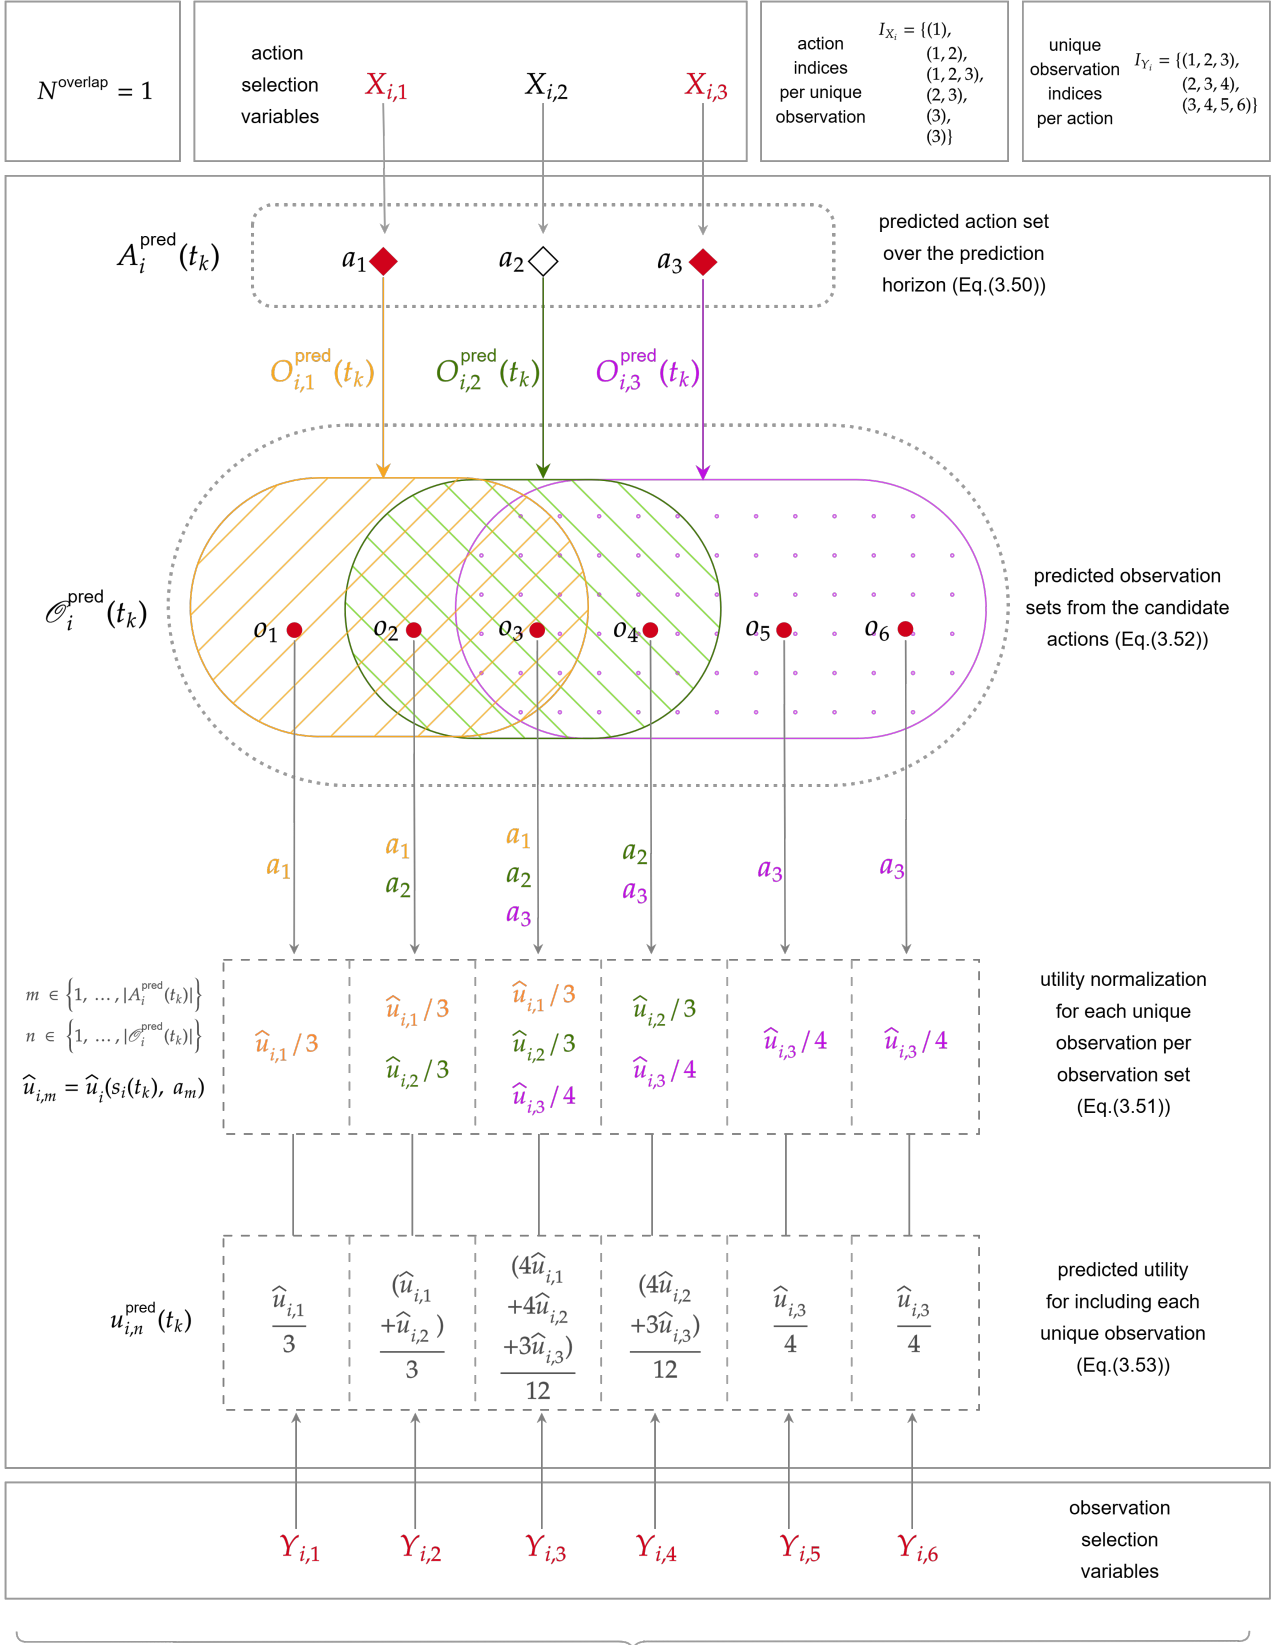 N^overlap = 1
action
selection
variables
X_{i,1}
X_{i,2}
X_{i,3}
action
indices
per unique
observation
I_{X_i} = {(1),
(1, 2),
(1, 2, 3),
(2, 3),
(3),
(3)}
unique
observation
indices
per action
I_{Y_i} = {(1, 2, 3),
(2, 3, 4),
(3, 4, 5, 6)}
A_i^pred(t_k)
a_1
a_2
a_3
predicted action set
over the prediction
horizon (Eq.(3.50))
O_{i,1}^pred(t_k)
O_{i,2}^pred(t_k)
O_{i,3}^pred(t_k)
𝒪_i^pred(t_k)
o_1
o_2
o_3
o_4
o_5
o_6
predicted observation
sets from the candidate
actions (Eq.(3.52))
a_1
a_1
a_2
a_1
a_2
a_3
a_2
a_3
a_3
a_3
m ∈ {1, …, |A_i^pred(t_k)|}
n ∈ {1, …, |𝒪_i^pred(t_k)|}
û_{i,m} = û_i(s_i(t_k), a_m)
û_{i,1}/3
û_{i,1}/3
û_{i,2}/3
û_{i,1}/3
û_{i,2}/3
û_{i,3}/4
û_{i,2}/3
û_{i,3}/4
û_{i,3}/4
û_{i,3}/4
utility normalization
for each unique
observation per
observation set
(Eq.(3.51))
u_{i,n}^pred(t_k)
û_{i,1}
3
(û_{i,1}
+û_{i,2})
3
(4û_{i,1}
+4û_{i,2}
+3û_{i,3})
12
(4û_{i,2}
+3û_{i,3})
12
û_{i,3}
4
û_{i,3}
4
predicted utility
for including each
unique observation
(Eq.(3.53))
Y_{i,1}
Y_{i,2}
Y_{i,3}
Y_{i,4}
Y_{i,5}
Y_{i,6}
observation
selection
variables